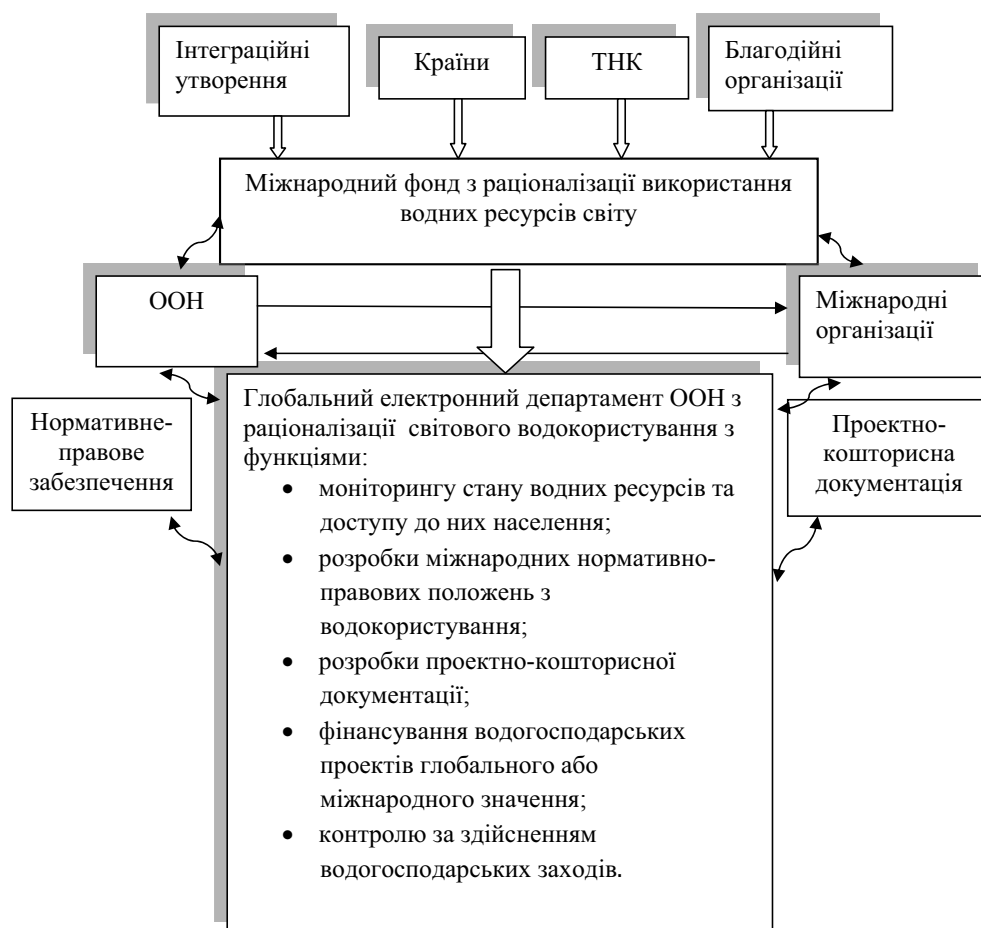 Інтеграційні
утворення
Країни
ТНК
Благодійні
організації
Міжнародний фонд з раціоналізації використання
водних ресурсів світу
ООН
Міжнародні
організації
Нормативне-
правове
забезпечення
Глобальний електронний департамент ООН з
раціоналізації світового водокористування з
функціями:
• моніторингу стану водних ресурсів та
доступу до них населення;
• розробки міжнародних нормативно-
правових положень з
водокористування;
• розробки проектно-кошторисної
документації;
• фінансування водогосподарських
проектів глобального або
міжнародного значення;
• контролю за здійсненням
водогосподарських заходів.
Проектно-
кошторисна
документація